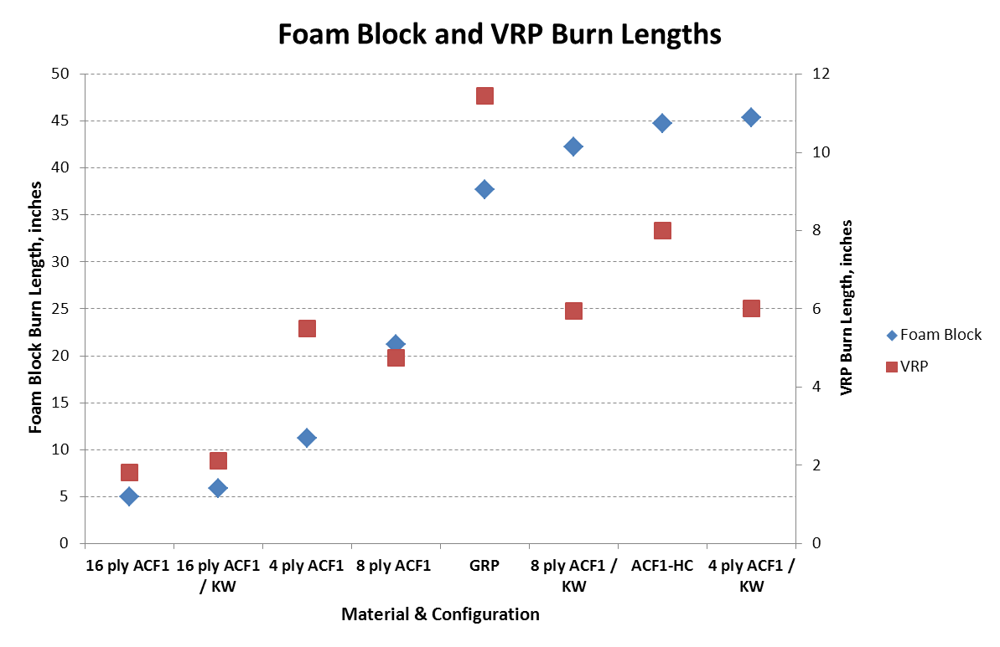 Foam Block and VRP Burn Lengths
50
45
40
35
30
25
20
15
10
5
0
Foam Block Burn Length, inches
12
10
8
6
4
2
0
VRP Burn Length, inches
Foam Block
VRP
16 ply ACF1
16 ply ACF1
/ KW
4 ply ACF1
8 ply ACF1
GRP
8 ply ACF1 /
KW
ACF1-HC
4 ply ACF1 /
KW
Material & Configuration